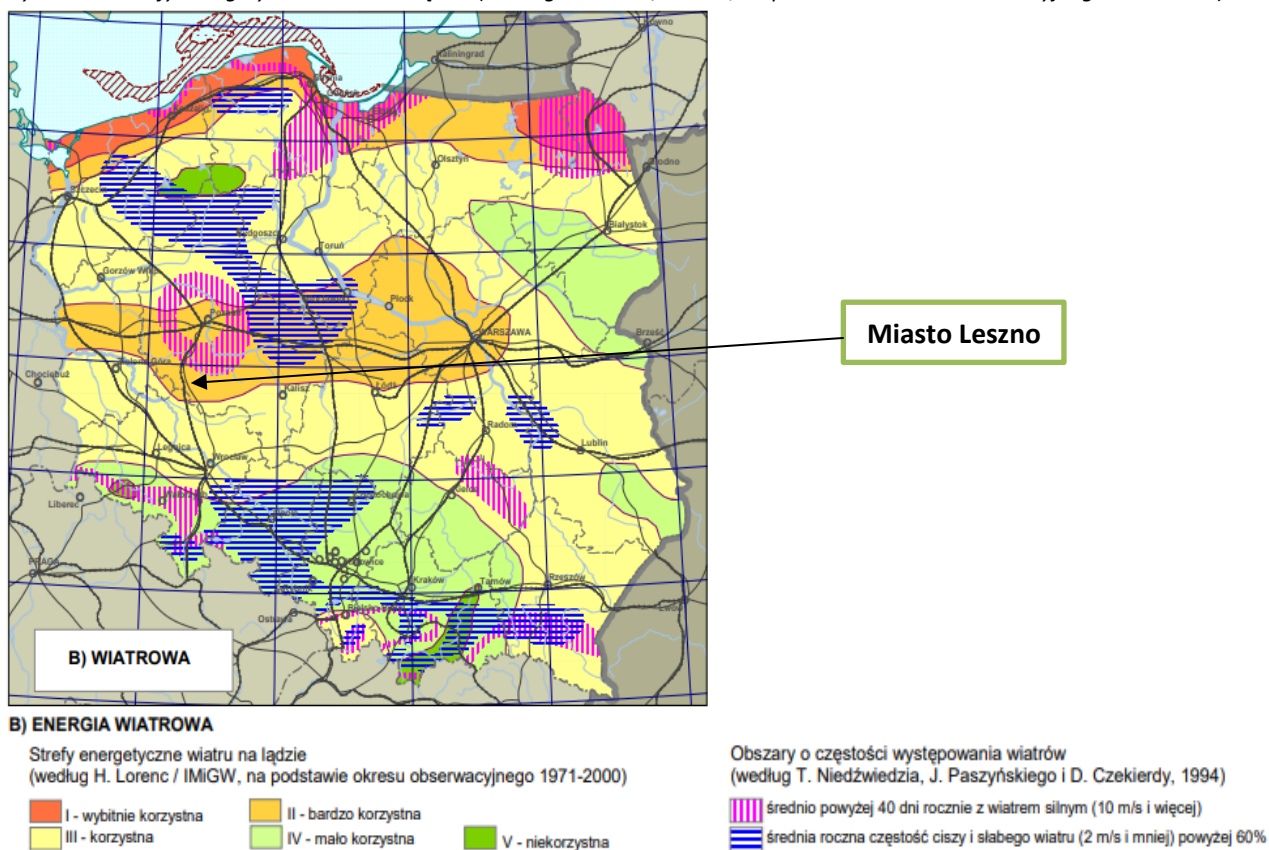 Kaliningrad
Olsztyn
Grodno
Białystok
Toruń
Gorzów Wlkp.
Płock
WARSZAWA
Brześć
Miasto Leszno
Zielona Góra
Chociebuż
Kalisz
Łódź
Radom
Lublin
Legnica
Wrocław
Liberec
PRAGA
Kraków
Tarnów
Rzeszów
Lwów
Ostrawa
B) WIATROWA
B) ENERGIA WIATROWA
Strefy energetyczne wiatru na lądzie
(według H. Lorenc / IMiGW, na podstawie okresu obserwacyjnego 1971-2000)
I - wybitnie korzystna
II - bardzo korzystna
III - korzystna
IV - mało korzystna
V - niekorzystna
Obszary o częstości występowania wiatrów
(według T. Niedźwiedzia, J. Paszyńskiego i D. Czekierdy, 1994)
średnio powyżej 40 dni rocznie z wiatrem silnym (10 m/s i więcej)
średnia roczna częstość ciszy i słabego wiatru (2 m/s i mniej) powyżej 60%